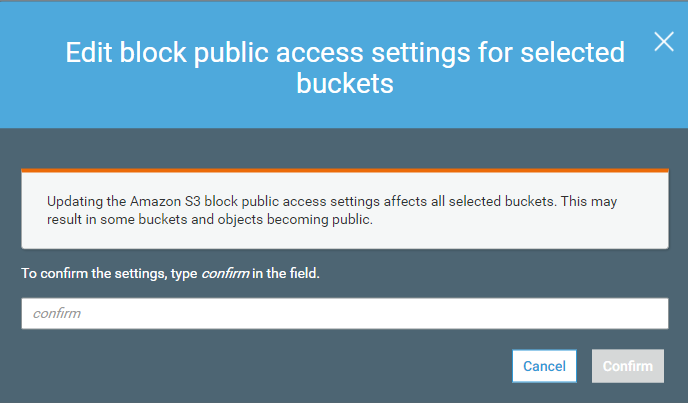 Edit block public access settings for selected
buckets
Updating the Amazon S3 block public access settings affects all selected buckets. This may
result in some buckets and objects becoming public.
To confirm the settings, type confirm in the field.
confirm
Cancel Confirm